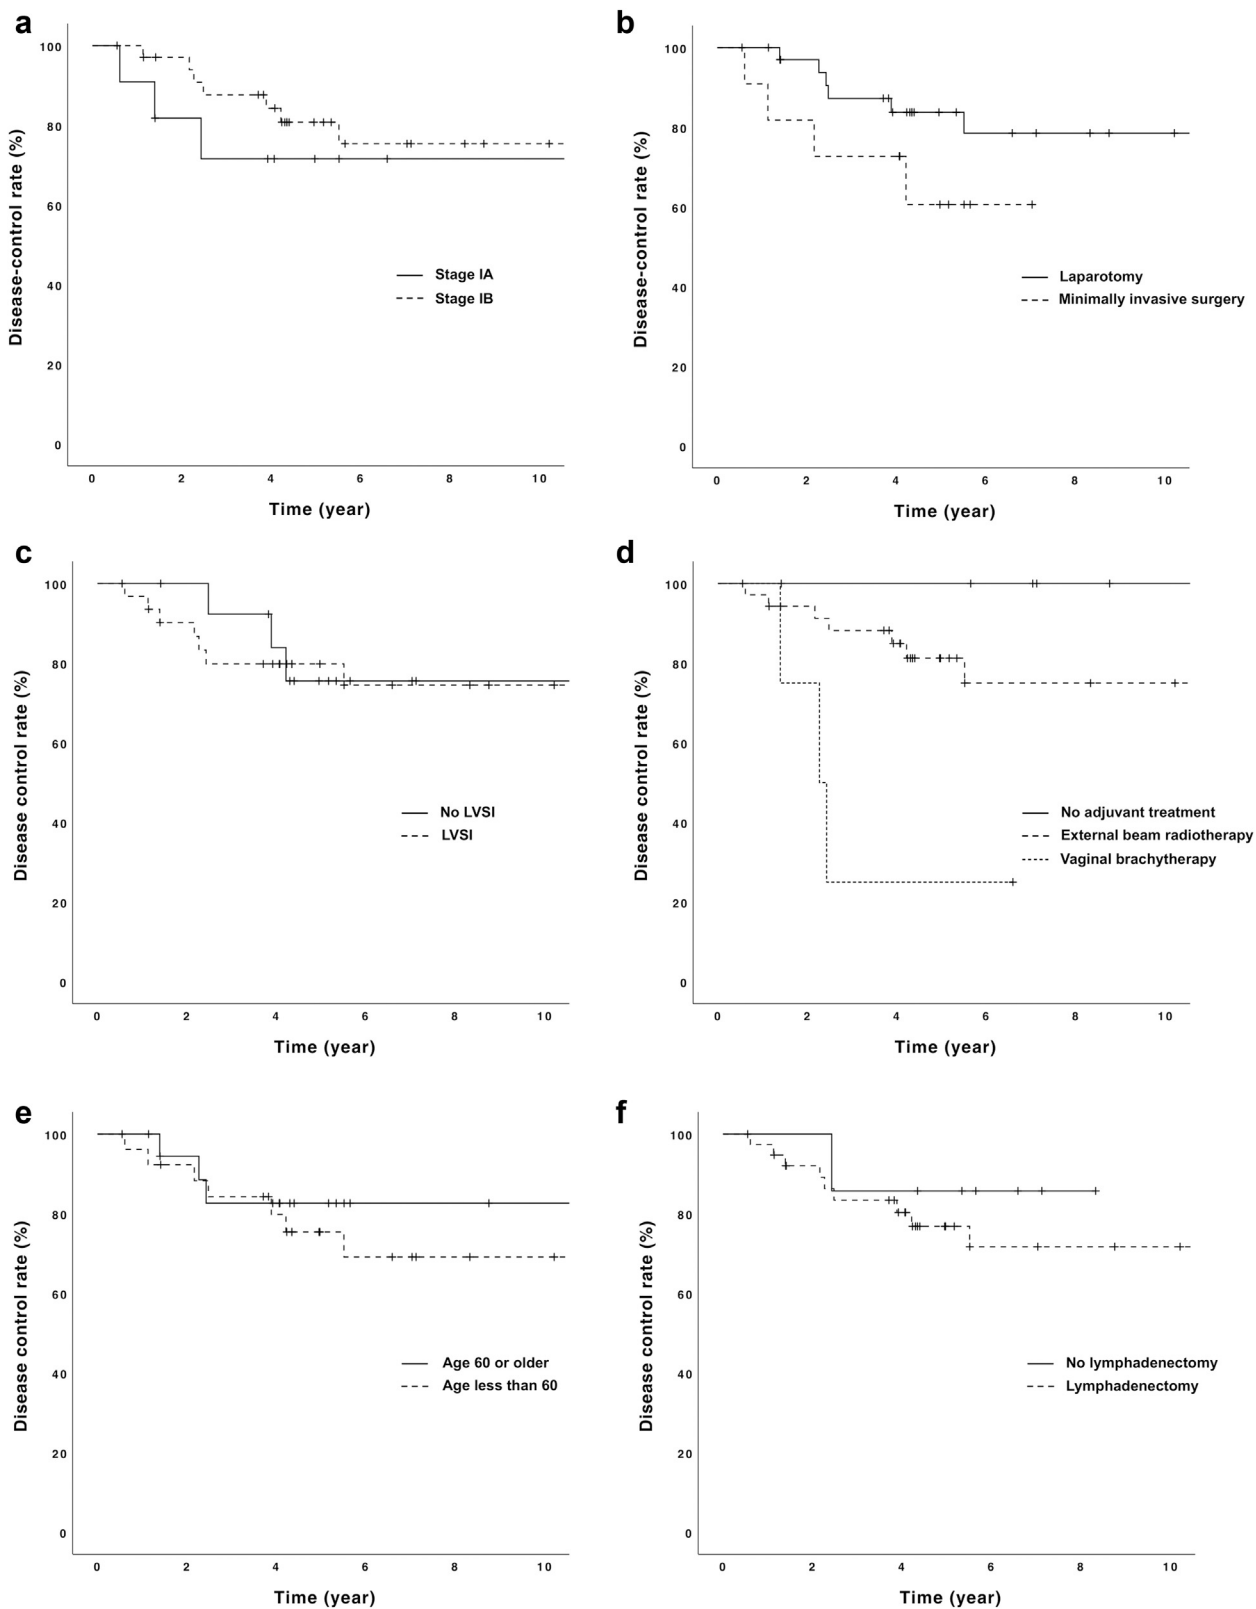 a
Disease-control rate (%)
100
80
60
40
20
0
Stage IA
Stage IB
0 2 4 6 8 10
Time (year)
b
Disease-control rate (%)
100
80
60
40
20
0
Laparotomy
Minimally invasive surgery
0 2 4 6 8 10
Time (year)
c
Disease control rate (%)
100
80
60
40
20
0
No LVSI
LVSI
0 2 4 6 8 10
Time (year)
d
Disease control rate (%)
100
80
60
40
20
0
No adjuvant treatment
External beam radiotherapy
Vaginal brachytherapy
0 2 4 6 8 10
Time (year)
e
Disease control rate (%)
100
80
60
40
20
0
Age 60 or older
Age less than 60
0 2 4 6 8 10
Time (year)
f
Disease control rate (%)
100
80
60
40
20
0
No lymphadenectomy
Lymphadenectomy
0 2 4 6 8 10
Time (year)